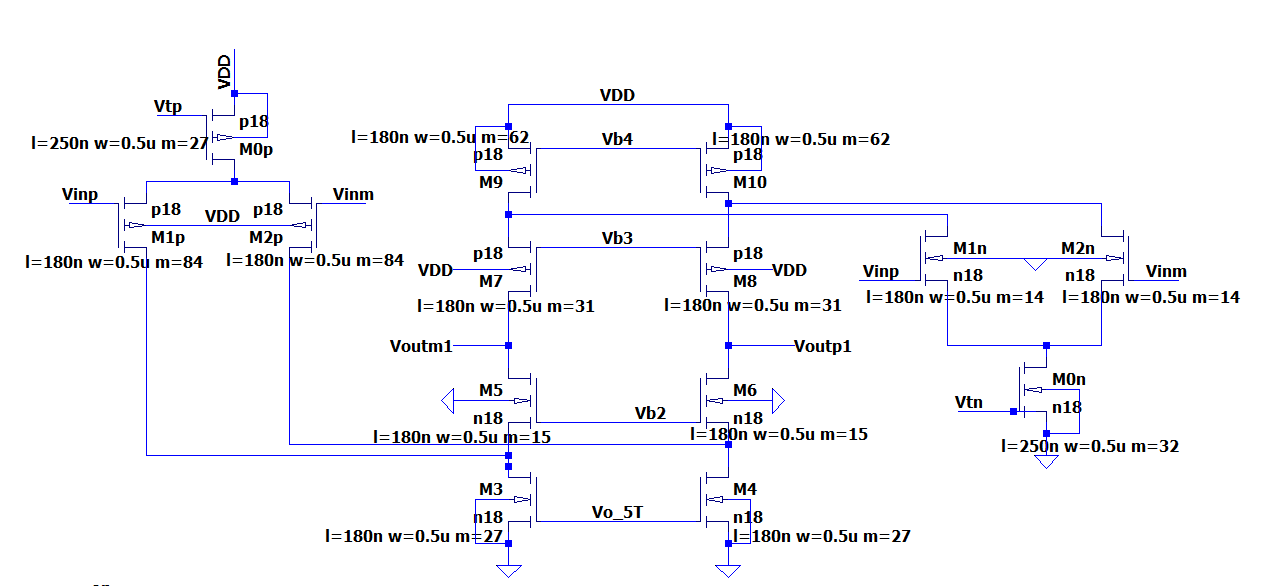 VDD
Vtp
p18
l=250n w=0.5u m=27
M0p
Vinp
Vinm
p18
VDD
p18
M1p
M2p
l=180n w=0.5u m=84
l=180n w=0.5u m=84
VDD
l=180n w=0.5u m=62
Vb4
l=180n w=0.5u m=62
p18
p18
M9
M10
Vb3
p18
p18
VDD
VDD
M7
M8
l=180n w=0.5u m=31
l=180n w=0.5u m=31
Voutm1
Voutp1
M5
M6
n18
Vb2
n18
l=180n w=0.5u m=15
l=180n w=0.5u m=15
M3
M4
n18
Vo_5T
n18
l=180n w=0.5u m=27
l=180n w=0.5u m=27
M1n
M2n
Vinp
n18
n18
Vinm
l=180n w=0.5u m=14
l=180n w=0.5u m=14
M0n
Vtn
n18
l=250n w=0.5u m=32